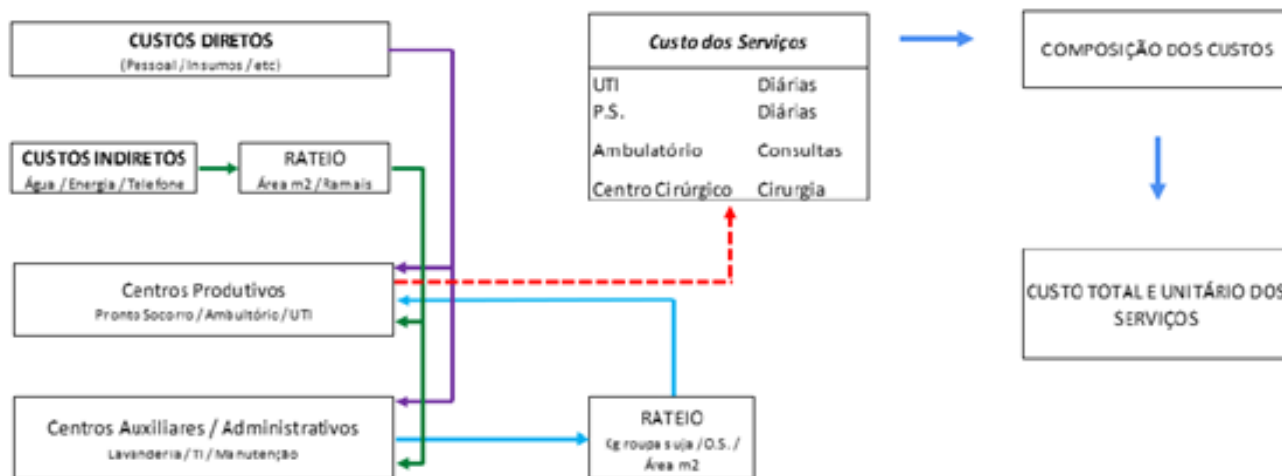 CUSTOS DIRETOS
(Pessoal / Insumos / etc)
CUSTOS INDIRETOS
Água / Energia / Telefone
RATEIO
Área m2 / Ramais
Centros Produtivos
Pronto Socorro / Ambultório / UTI
Centros Auxiliares / Administrativos
Lavanderia / TI / Manutenção
RATEIO
Kg roupa suja / O.S. /
Área m2
Custo dos Serviços
UTI Diárias
P.S. Diárias
Ambulatório Consultas
Centro Cirúrgico Cirurgia
COMPOSIÇÃO DOS CUSTOS
CUSTO TOTAL E UNITÁRIO DOS
SERVIÇOS